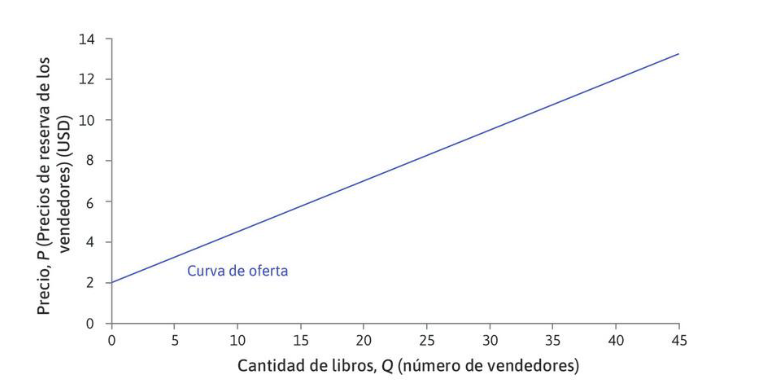 Precio, P (Precios de reserva de los
vendedores) (USD)
14
12
10
8
6
4
2
0
Curva de oferta
0 5 10 15 20 25 30 35 40 45
Cantidad de libros, Q (número de vendedores)